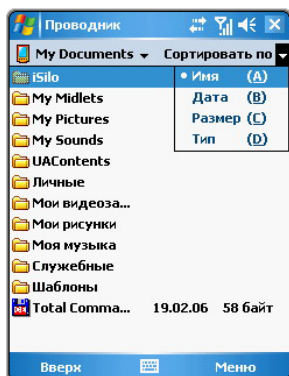 Проводник
My Documents Сортировать по
iSilo
• Имя (A)
My Midlets
Дата (B)
My Pictures
Размер (C)
My Sounds
Тип (D)
UAContents
Личные
Мои видеоза...
Мои рисунки
Моя музыка
Служебные
Шаблоны
Total Comma... 19.02.06 58 байт
Вверх Меню